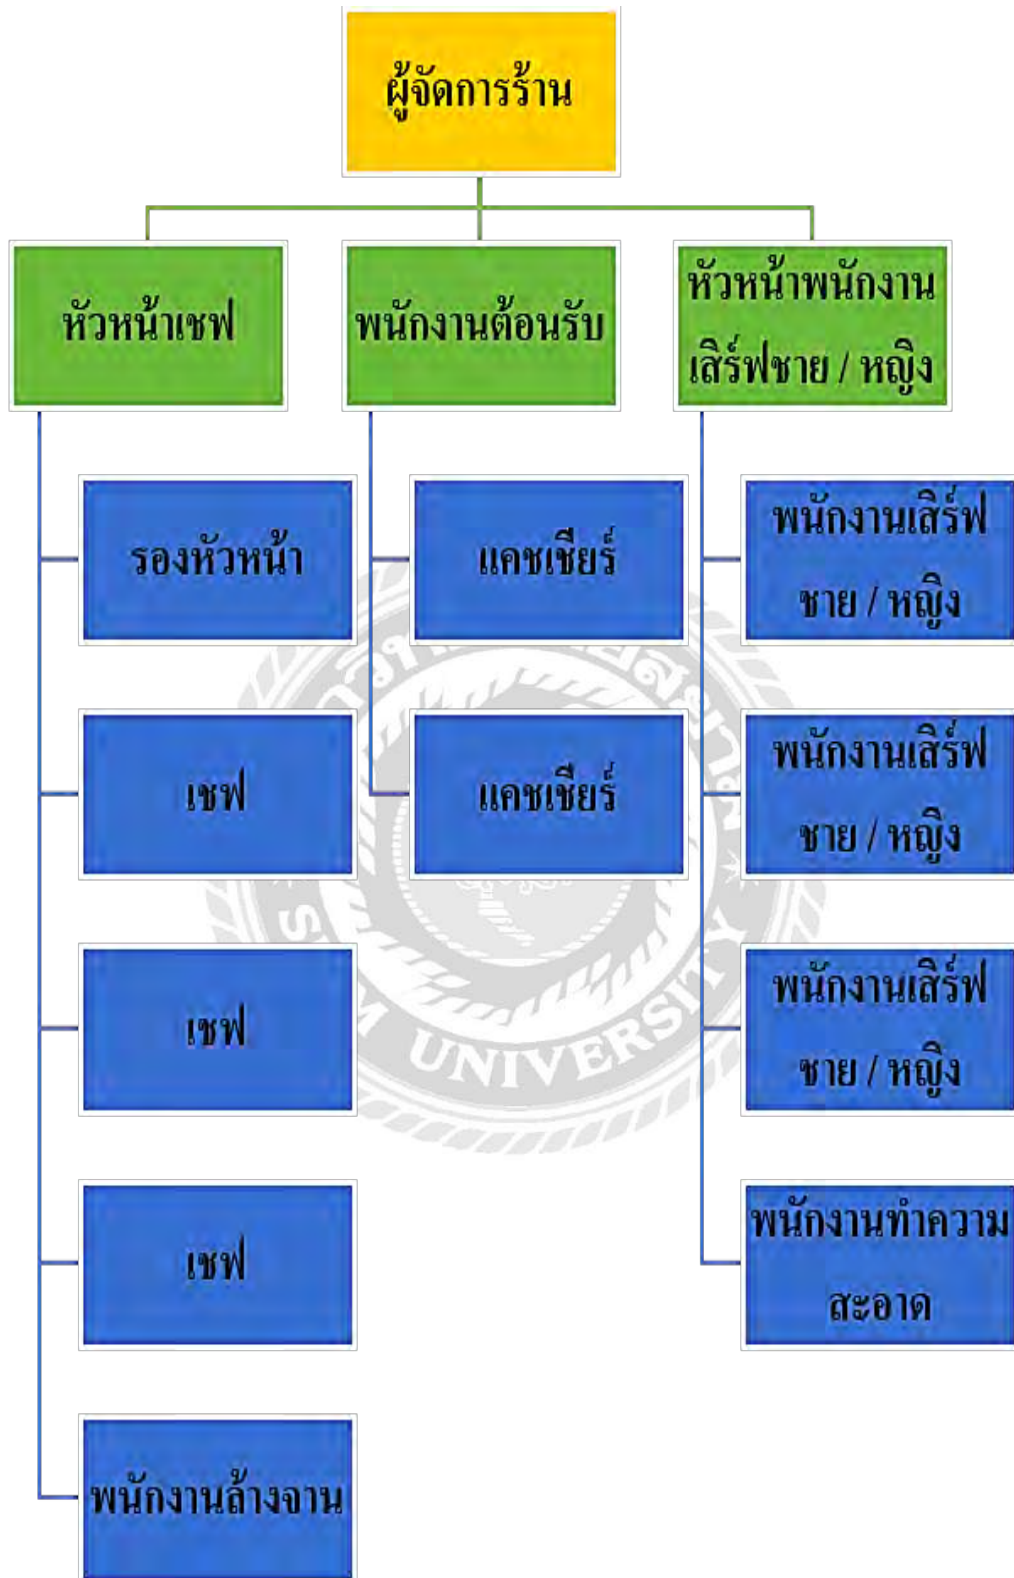 ผู้จัดการร้าน
หัวหน้าเชฟ
พนักงานต้อนรับ
หัวหน้าพนักงาน
เสิร์ฟชาย / หญิง
รองหัวหน้า
แคชเชียร์
พนักงานเสิร์ฟ
ชาย / หญิง
เชฟ
แคชเชียร์
พนักงานเสิร์ฟ
ชาย / หญิง
เชฟ
พนักงานเสิร์ฟ
ชาย / หญิง
เชฟ
พนักงานทำความ
สะอาด
พนักงานล้างจาน
UNIVERSITY